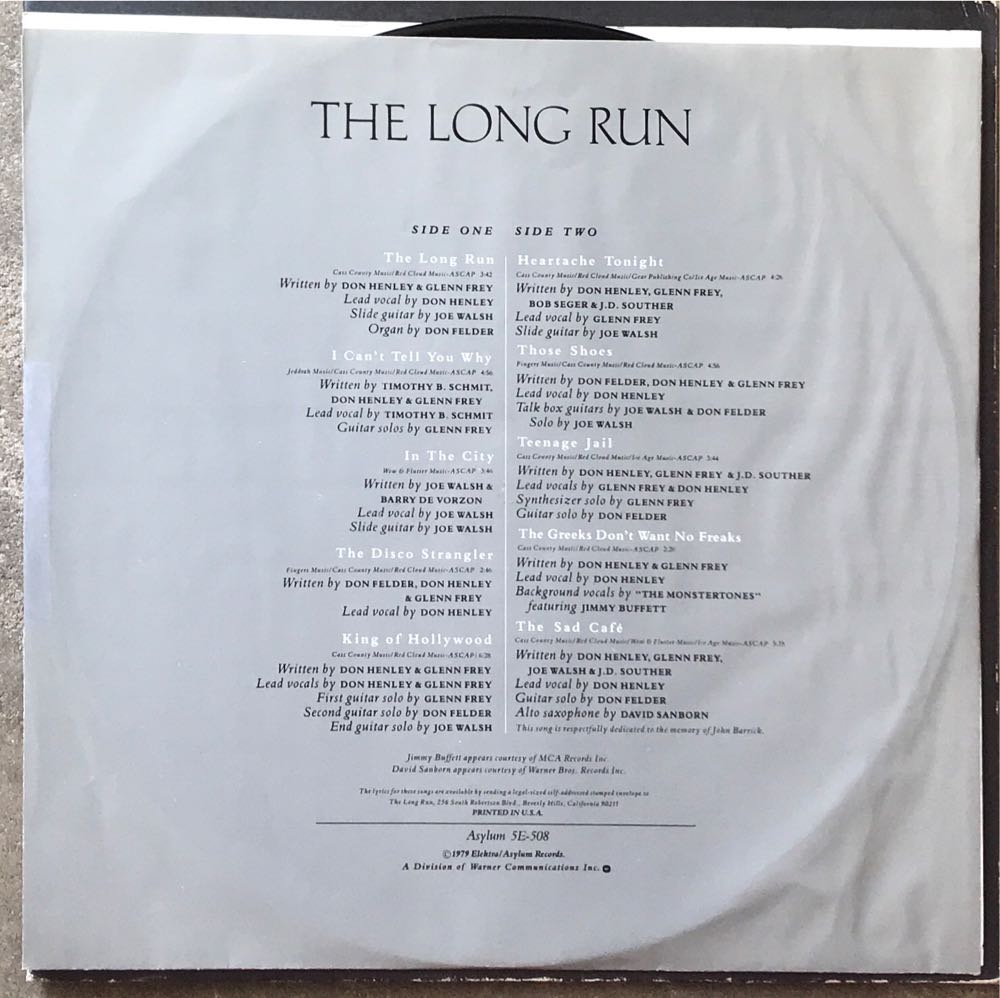 THE LONG RUN
SIDE ONE
The Long Run
Cass County Music/Red Cloud Music-ASCAP 3:42
Written by DON HENLEY & GLENN FREY
Lead vocal by DON HENLEY
Slide guitar by JOE WALSH
Organ by DON FELDER
I Can't Tell You Why
Jeddrah Music/Cass County Music/Red Cloud Music-ASCAP 4:56
Written by TIMOTHY B. SCHMIT,
DON HENLEY & GLENN FREY
Lead vocal by TIMOTHY B. SCHMIT
Guitar solos by GLENN FREY
In The City
Wow & Flutter Music-ASCAP 3:46
Written by JOE WALSH &
BARRY DE VORZON
Lead vocal by JOE WALSH
Slide guitar by JOE WALSH
The Disco Strangler
Fingers Music/Cass County Music/Red Cloud Music-ASCAP 2:46
Written by DON FELDER, DON HENLEY
& GLENN FREY
Lead vocal by DON HENLEY
King of Hollywood
Cass County Music/Red Cloud Music-ASCAP 6:28
Written by DON HENLEY & GLENN FREY
Lead vocals by DON HENLEY & GLENN FREY
First guitar solo by GLENN FREY
Second guitar solo by DON FELDER
End guitar solo by JOE WALSH
SIDE TWO
Heartache Tonight
Cass County Music/Red Cloud Music/Gear Publishing Co/Ice Age Music-ASCAP 4:26
Written by DON HENLEY, GLENN FREY,
BOB SEGER & J.D. SOUTHER
Lead vocal by GLENN FREY
Slide guitar by JOE WALSH
Those Shoes
Fingers Music/Cass County Music/Red Cloud Music-ASCAP 4:56
Written by DON FELDER, DON HENLEY & GLENN FREY
Lead vocal by DON HENLEY
Talk box guitars by JOE WALSH & DON FELDER
Solo by JOE WALSH
Teenage Jail
Cass County Music/Red Cloud Music/Ice Age Music-ASCAP 3:44
Written by DON HENLEY, GLENN FREY & J.D. SOUTHER
Lead vocals by GLENN FREY & DON HENLEY
Synthesizer solo by GLENN FREY
Guitar solo by DON FELDER
The Greeks Don't Want No Freaks
Cass County Music/Red Cloud Music-ASCAP 2:20
Written by DON HENLEY & GLENN FREY
Lead vocal by DON HENLEY
Background vocals by "THE MONSTERTONES"
featuring JIMMY BUFFETT
The Sad Café
Cass County Music/Red Cloud Music/Wow & Flutter Music/Ice Age Music-ASCAP 5:35
Written by DON HENLEY, GLENN FREY,
JOE WALSH & J.D. SOUTHER
Lead vocal by DON HENLEY
Guitar solo by DON FELDER
Alto saxophone by DAVID SANBORN
This song is respectfully dedicated to the memory of John Barrick.
Jimmy Buffett appears courtesy of MCA Records Inc.
David Sanborn appears courtesy of Warner Bros. Records Inc.
The lyrics for these songs are available by sending a legal-sized self-addressed stamped envelope to
The Long Run, 256 South Robertson Blvd., Beverly Hills, California 90211
PRINTED IN U.S.A.
Asylum 5E-508
©1979 Elektra/Asylum Records.
A Division of Warner Communications Inc.